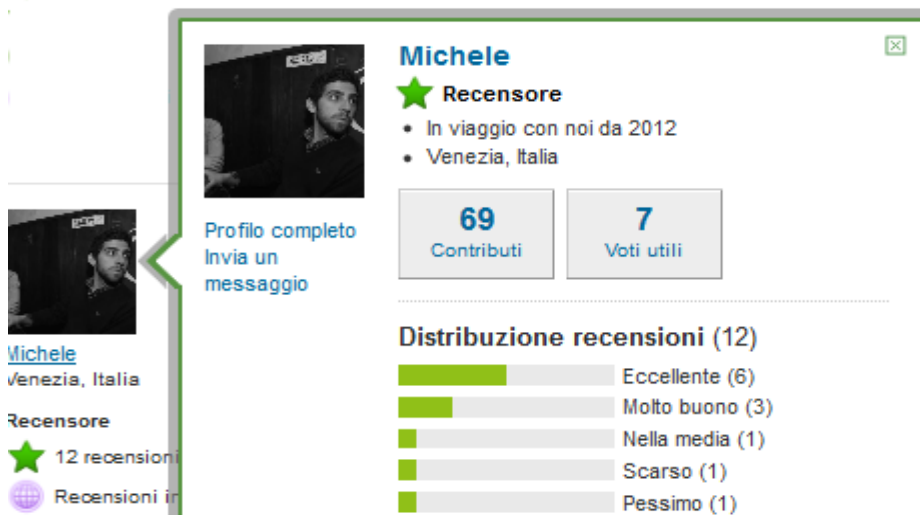 Michele
Recensore
In viaggio con noi da 2012
Venezia, Italia
69
Contributi
7
Voti utili
Profilo completo
Invia un
messaggio
Distribuzione recensioni (12)
Eccellente (6)
Molto buono (3)
Nella media (1)
Scarso (1)
Pessimo (1)
Michele
Venezia, Italia
Recensore
12 recensioni
Recensioni in